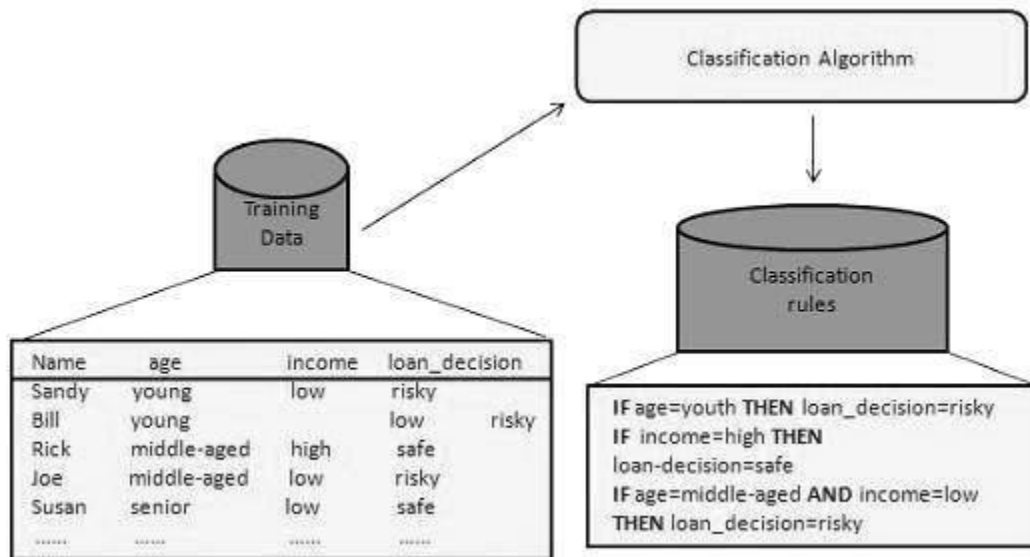 Classification Algorithm
Training
Data
Classification
rules
Name age income loan_decision
Sandy young low risky
Bill young low risky
Rick middle-aged high safe
Joe middle-aged low risky
Susan senior low safe
...... ...... ...... ......
IF age=youth THEN loan_decision=risky
IF income=high THEN
loan-decision=safe
IF age=middle-aged AND income=low
THEN loan_decision=risky